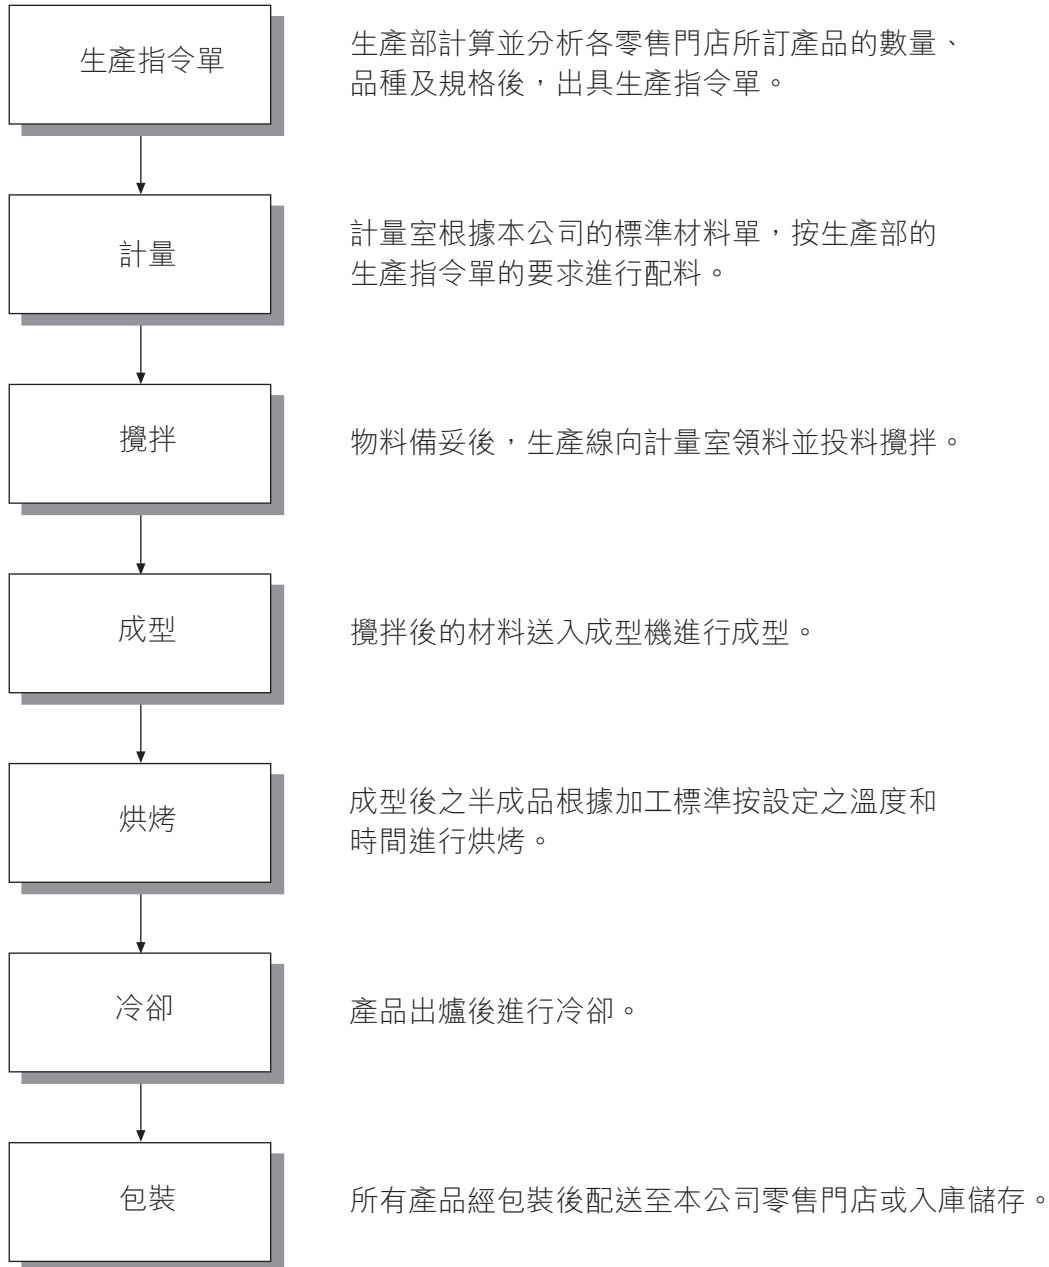 生產指令單
生產部計算並分析各零售門店所訂產品的數量、
品種及規格後，出具生產指令單。
計量
計量室根據本公司的標準材料單，按生產部的
生產指令單的要求進行配料。
攪拌
物料備妥後，生產線向計量室領料並投料攪拌。
成型
攪拌後的材料送入成型機進行成型。
烘烤
成型後之半成品根據加工標準按設定之溫度和
時間進行烘烤。
冷卻
產品出爐後進行冷卻。
包裝
所有產品經包裝後配送至本公司零售門店或入庫儲存。